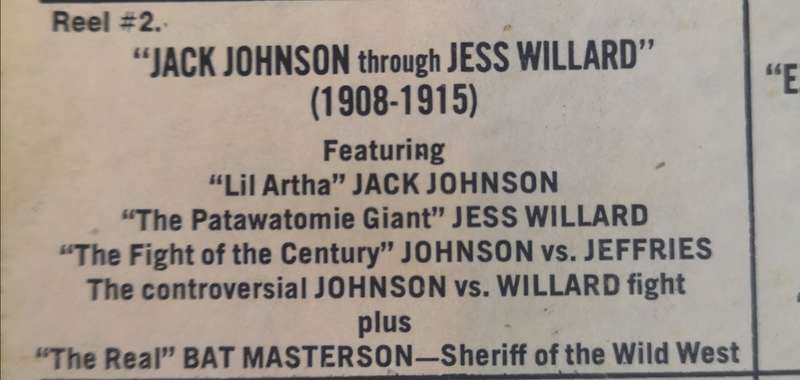 Reel #2.
"JACK JOHNSON through JESS WILLARD"
(1908-1915)
Featuring
"Lil Artha" JACK JOHNSON
"The Patawatomie Giant" JESS WILLARD
"The Fight of the Century" JOHNSON vs. JEFFRIES
The controversial JOHNSON vs. WILLARD fight
plus
"The Real" BAT MASTERSON—Sheriff of the Wild West
"E